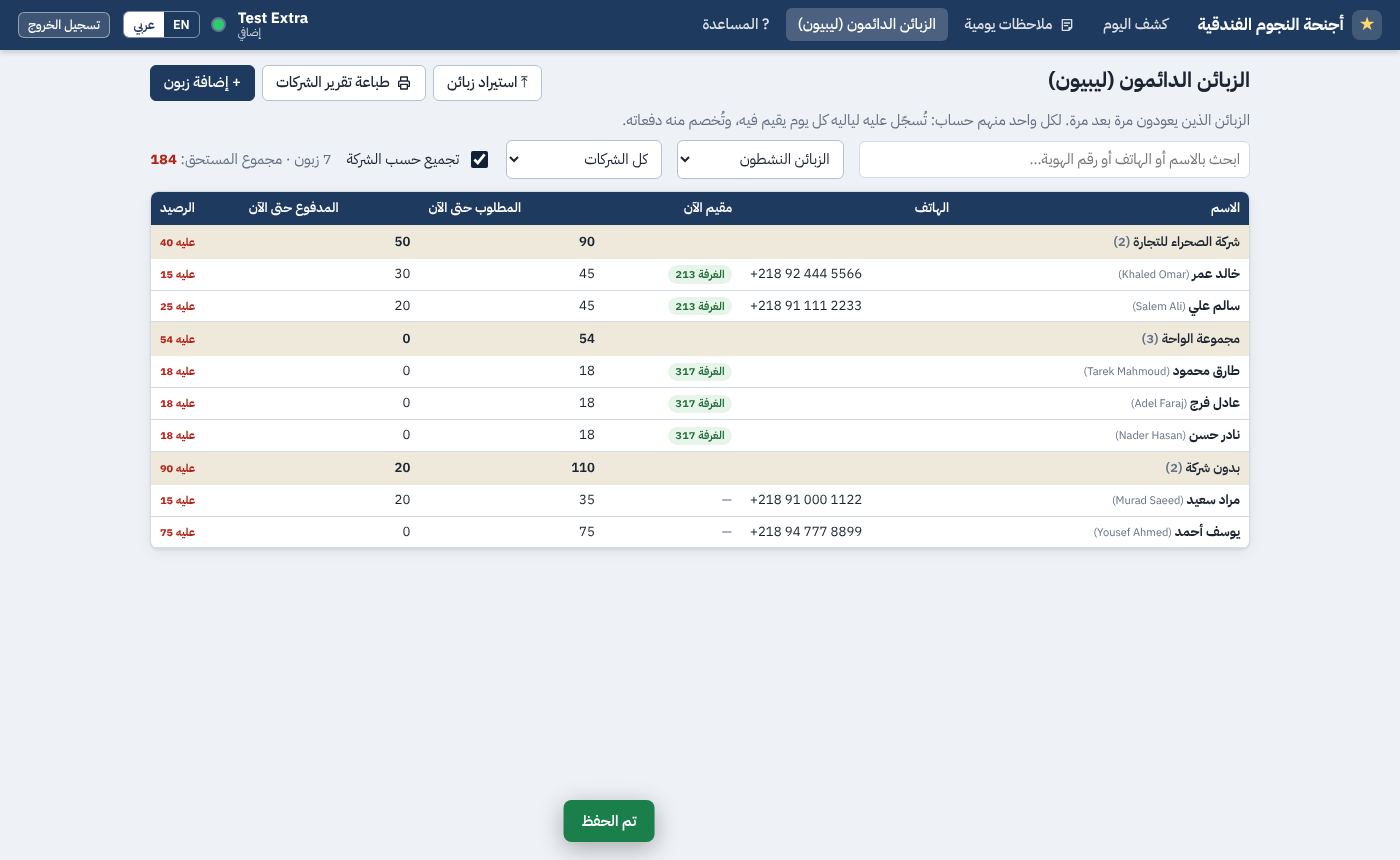 أجنحة النجوم الفندقية
كشف اليوم
ملاحظات يومية
الزبائن الدائمون (ليبيون)
? المساعدة
Test Extra
إضافي
EN
عربي
تسجيل الخروج
الزبائن الدائمون (ليبيون)
⤒ استيراد زبائن
طباعة تقرير الشركات
+ إضافة زبون
الزبائن الذين يعودون مرة بعد مرة. لكل واحد منهم حساب: تُسجّل عليه لياليه كل يوم يقيم فيه، وتُخصم منه دفعاته.
ابحث بالاسم أو الهاتف أو رقم الهوية...
الزبائن النشطون
كل الشركات
تجميع حسب الشركة
7 زبون · مجموع المستحق: 184
الاسم الهاتف مقيم الآن المطلوب حتى الآن المدفوع حتى الآن الرصيد
شركة الصحراء للتجارة (2) 90 50 عليه 40
خالد عمر (Khaled Omar) +218 92 444 5566 الغرفة 213 45 30 عليه 15
سالم علي (Salem Ali) +218 91 111 2233 الغرفة 213 45 20 عليه 25
مجموعة الواحة (3) 54 0 عليه 54
طارق محمود (Tarek Mahmoud) الغرفة 317 18 0 عليه 18
عادل فرج (Adel Faraj) الغرفة 317 18 0 عليه 18
نادر حسن (Nader Hasan) الغرفة 317 18 0 عليه 18
بدون شركة (2) 110 20 عليه 90
مراد سعيد (Murad Saeed) +218 91 000 1122 — 35 20 عليه 15
يوسف أحمد (Yousef Ahmed) +218 94 777 8899 — 75 0 عليه 75
تم الحفظ